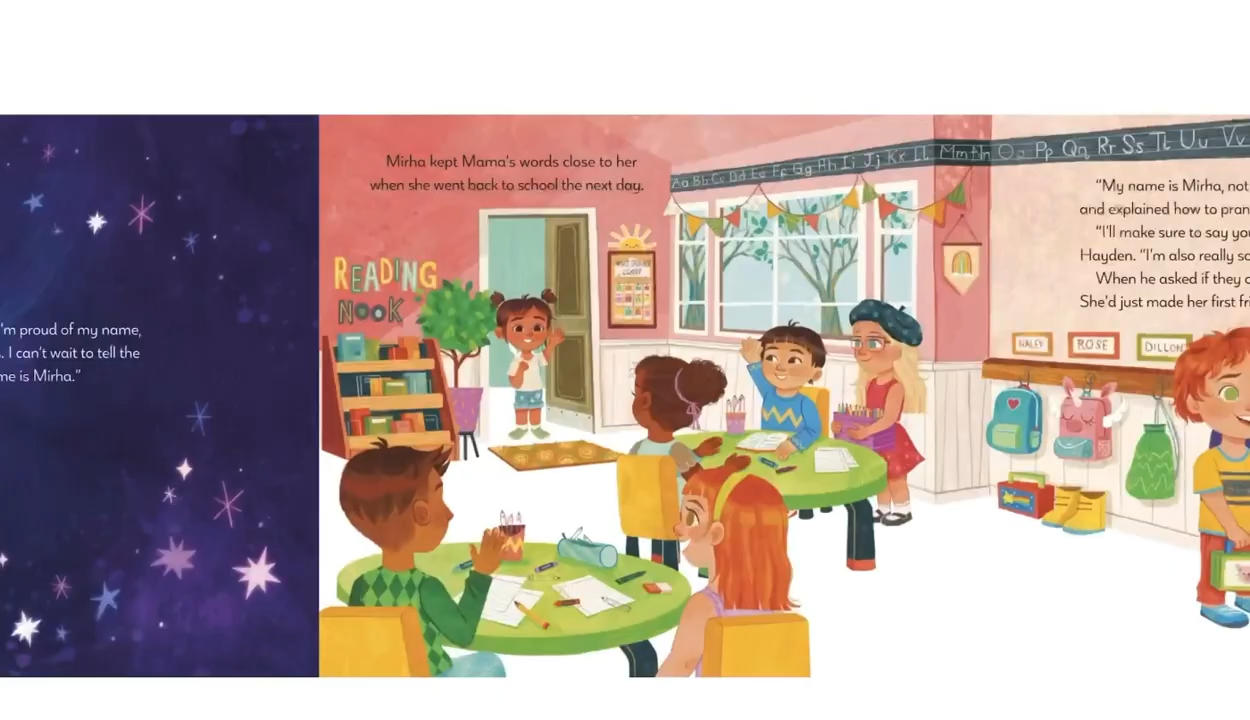 'm proud of my name,
. I can't wait to tell the
me is Mirha."
Mirha kept Mama's words close to her
when she went back to school the next day.
Aa Bb Cc Dd Ee Ff Gg Hh Ii Jj Kk Ll Mm Nn Oo Pp Qq Rr Ss Tt Uu Vv
READING
NOOK
"My name is Mirha, not
and explained how to pran
"I'll make sure to say you
Hayden. "I'm also really so
When he asked if they c
She'd just made her first fri
HALEY
ROSE
DILLON